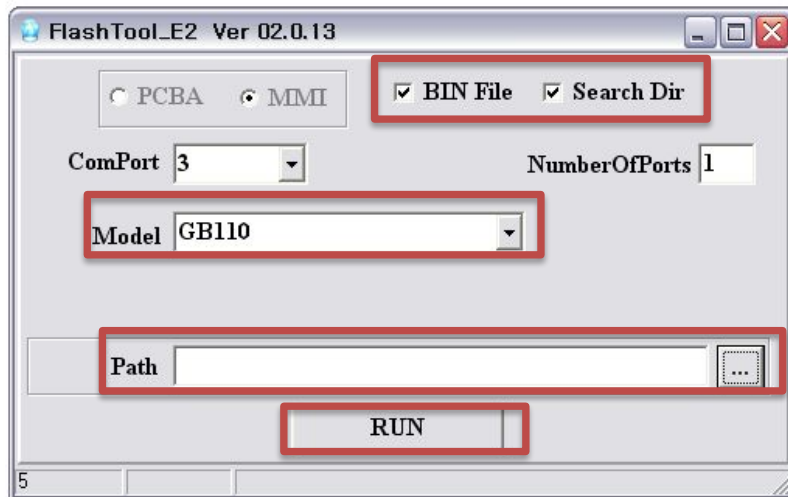 FlashTool_E2 Ver 02.0.13
PCBA MMI BIN File Search Dir
ComPort 3 NumberOfPorts 1
Model GB110
Path ...
RUN
5